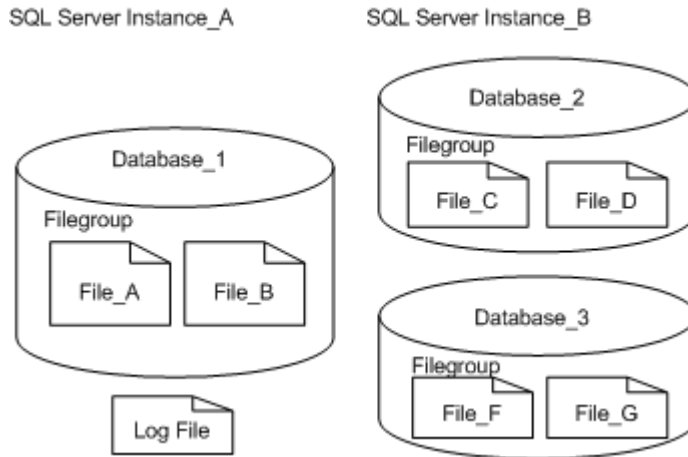 SQL Server Instance_A
SQL Server Instance_B
Database_1
Filegroup
File_A
File_B
Log File
Database_2
Filegroup
File_C
File_D
Database_3
Filegroup
File_F
File_G